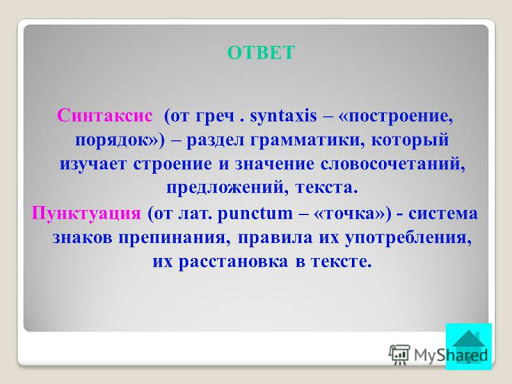 ОТВЕТ
Синтаксис (от греч . syntaxis – «построение,
порядок») – раздел грамматики, который
изучает строение и значение словосочетаний,
предложений, текста.
Пунктуация (от лат. punctum – «точка») - система
знаков препинания, правила их употребления,
их расстановка в тексте.
MyShared